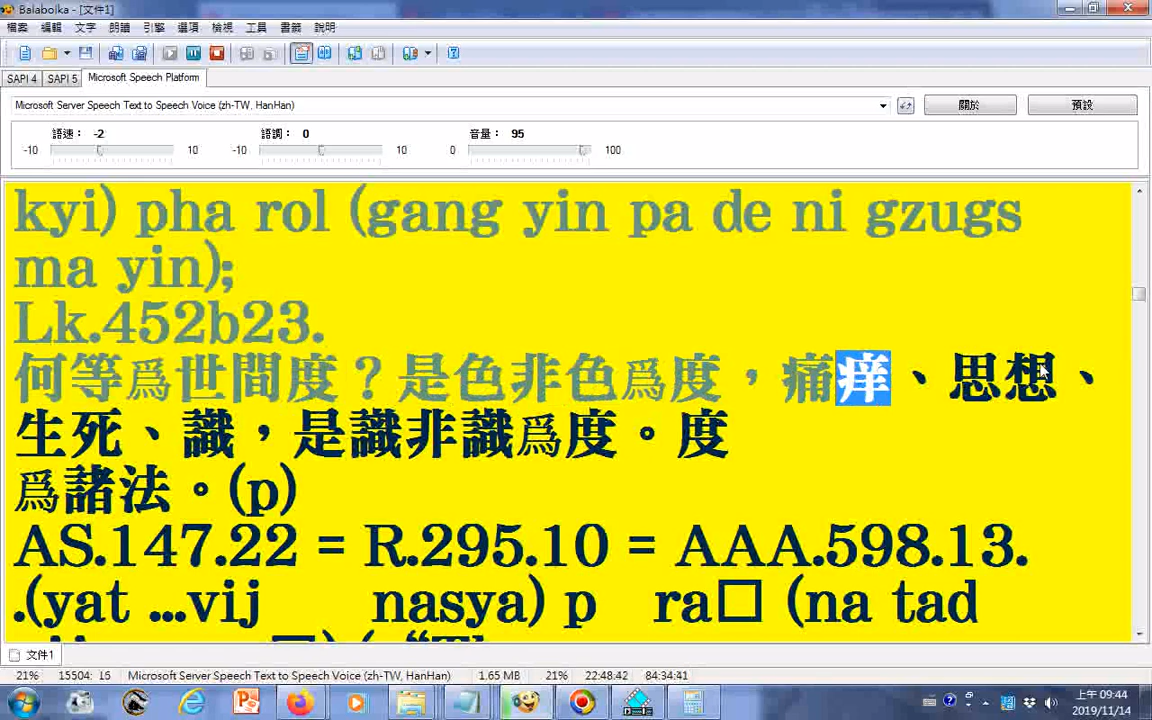 Balabolka - [文件1]
檔案 編輯 文字 朗讀 引擎 選項 檢視 工具 書籤 說明
SAPI 4 SAPI 5 Microsoft Speech Platform
Microsoft Server Speech Text to Speech Voice (zh-TW, HanHan) 關於 預設
語速： -2 語調： 0 音量： 95
-10 10 -10 10 0 100
kyi) pha rol (gang yin pa de ni gzugs
ma yin);
Lk.452b23.
何等爲世間度？是色非色爲度，痛痒、思想、
生死、識，是識非識爲度。度
爲諸法。(p)
AS.147.22 = R.295.10 = AAA.598.13.
.(yat ...vij nasya) p ra□ (na tad
文件1
21% 15504: 15 Microsoft Server Speech Text to Speech Voice (zh-TW, HanHan) 1.65 MB 21% 22:48:42 84:34:41
上午 09:44
2019/11/14